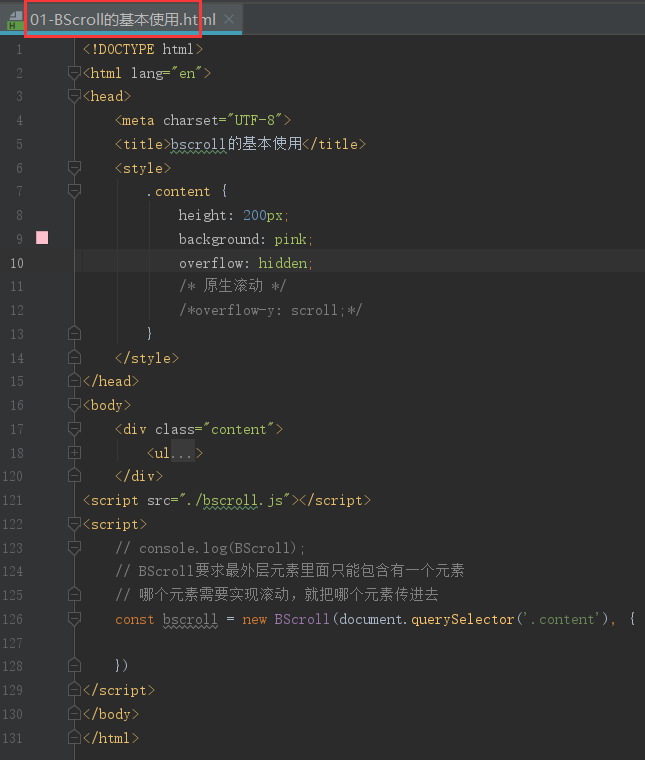 01-BScroll的基本使用.html
1 <!DOCTYPE html>
2 <html lang="en">
3 <head>
4 <meta charset="UTF-8">
5 <title>bscroll的基本使用</title>
6 <style>
7 .content {
8 height: 200px;
9 background: pink;
10 overflow: hidden;
11 /* 原生滚动 */
12 /*overflow-y: scroll;*/
13 }
14 </style>
15 </head>
16 <body>
17 <div class="content">
18 <ul...>
120 </div>
121 <script src="./bscroll.js"></script>
122 <script>
123 // console.log(BScroll);
124 // BScroll要求最外层元素里面只能包含有一个元素
125 // 哪个元素需要实现滚动，就把哪个元素传进去
126 const bscroll = new BScroll(document.querySelector('.content'), {
127
128 })
129 </script>
130 </body>
131 </html>